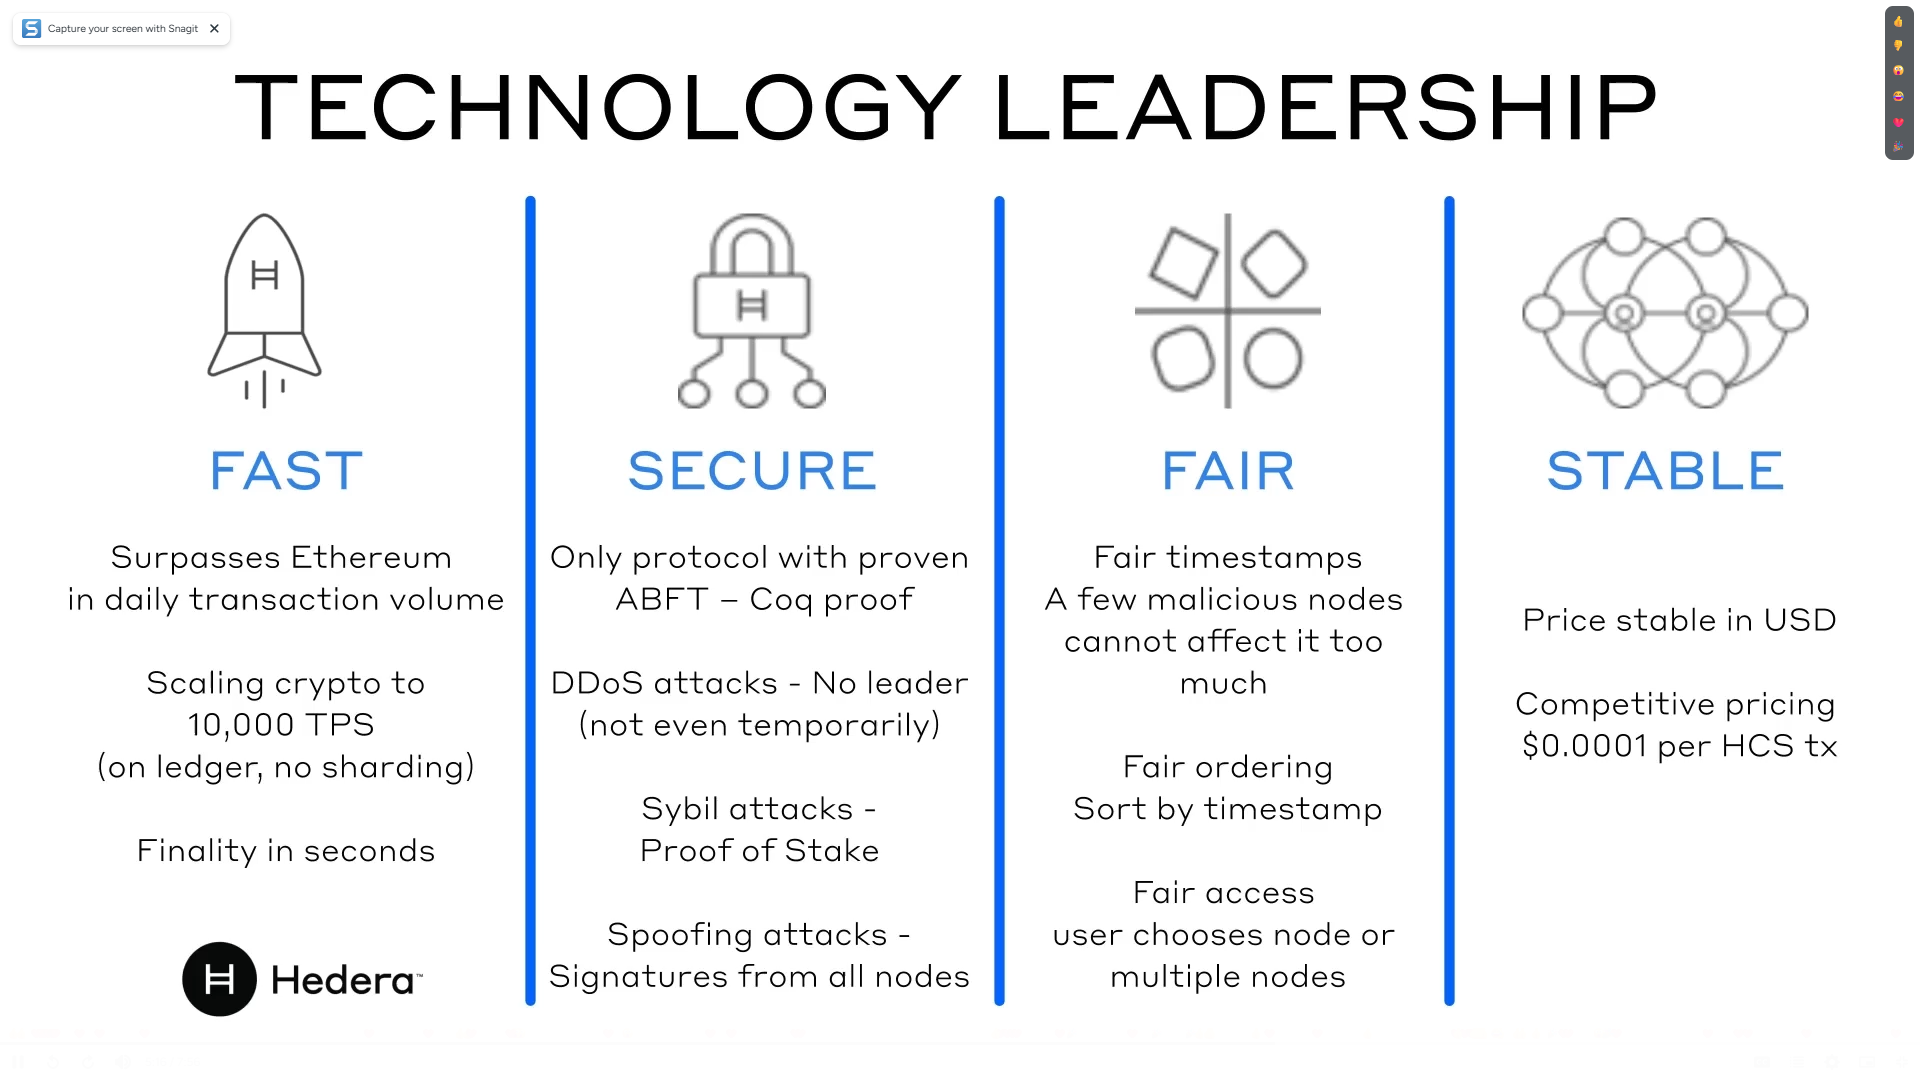 Capture your screen with Snagit
TECHNOLOGY LEADERSHIP
FAST
Surpasses Ethereum
in daily transaction volume
Scaling crypto to
10,000 TPS
(on ledger, no sharding)
Finality in seconds
Hedera™
SECURE
Only protocol with proven
ABFT – Coq proof
DDoS attacks - No leader
(not even temporarily)
Sybil attacks -
Proof of Stake
Spoofing attacks -
Signatures from all nodes
FAIR
Fair timestamps
A few malicious nodes
cannot affect it too
much
Fair ordering
Sort by timestamp
Fair access
user chooses node or
multiple nodes
STABLE
Price stable in USD
Competitive pricing
$0.0001 per HCS tx